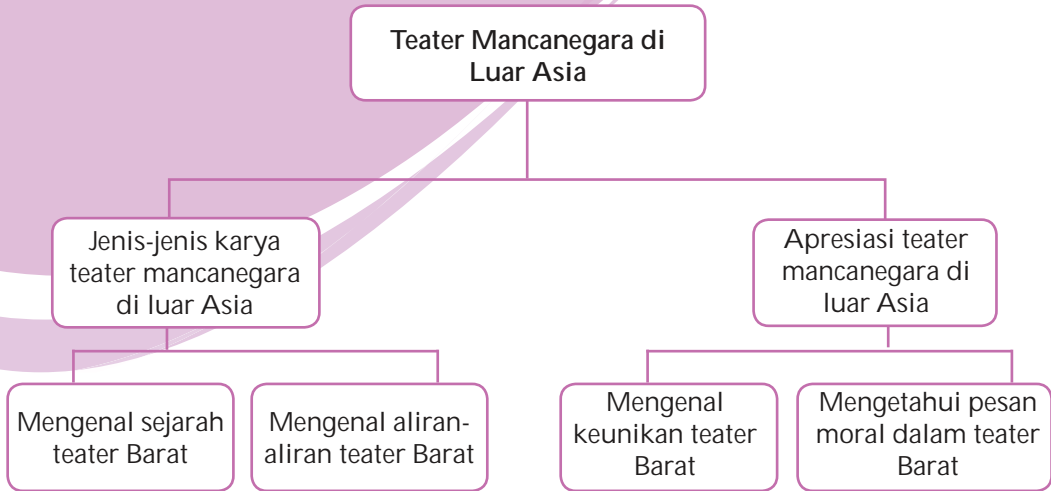 Teater Mancanegara di
Luar Asia
Jenis-jenis karya
teater mancanegara
di luar Asia
Apresiasi teater
mancanegara di
luar Asia
Mengenal sejarah
teater Barat
Mengenal aliran-
aliran teater Barat
Mengenal
keunikan teater
Barat
Mengetahui pesan
moral dalam teater
Barat